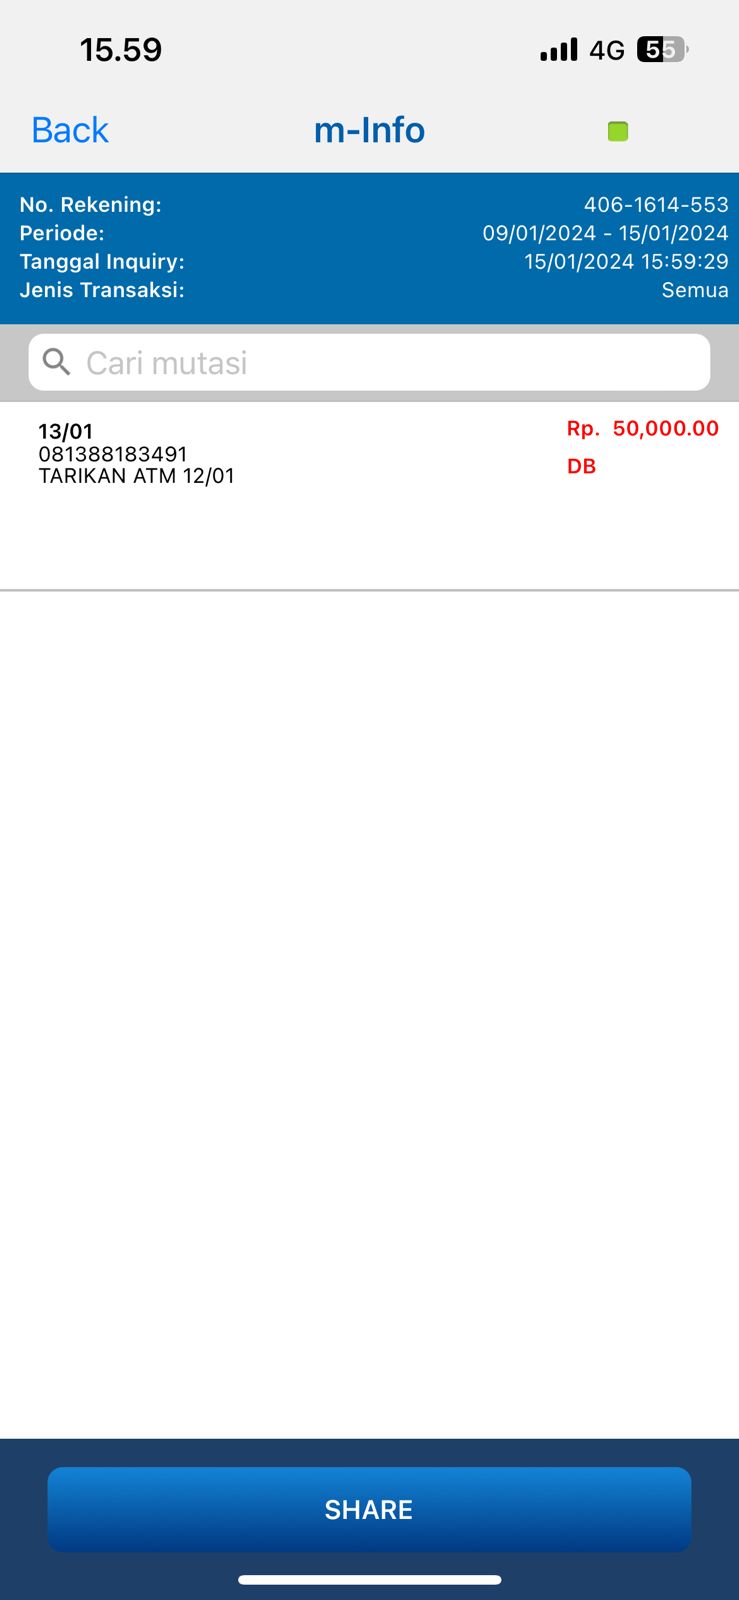 15.59
4G 55
Back
m-Info
No. Rekening: 406-1614-553
Periode: 09/01/2024 - 15/01/2024
Tanggal Inquiry: 15/01/2024 15:59:29
Jenis Transaksi: Semua
Cari mutasi
13/01 Rp. 50,000.00
081388183491
TARIKAN ATM 12/01
DB
SHARE